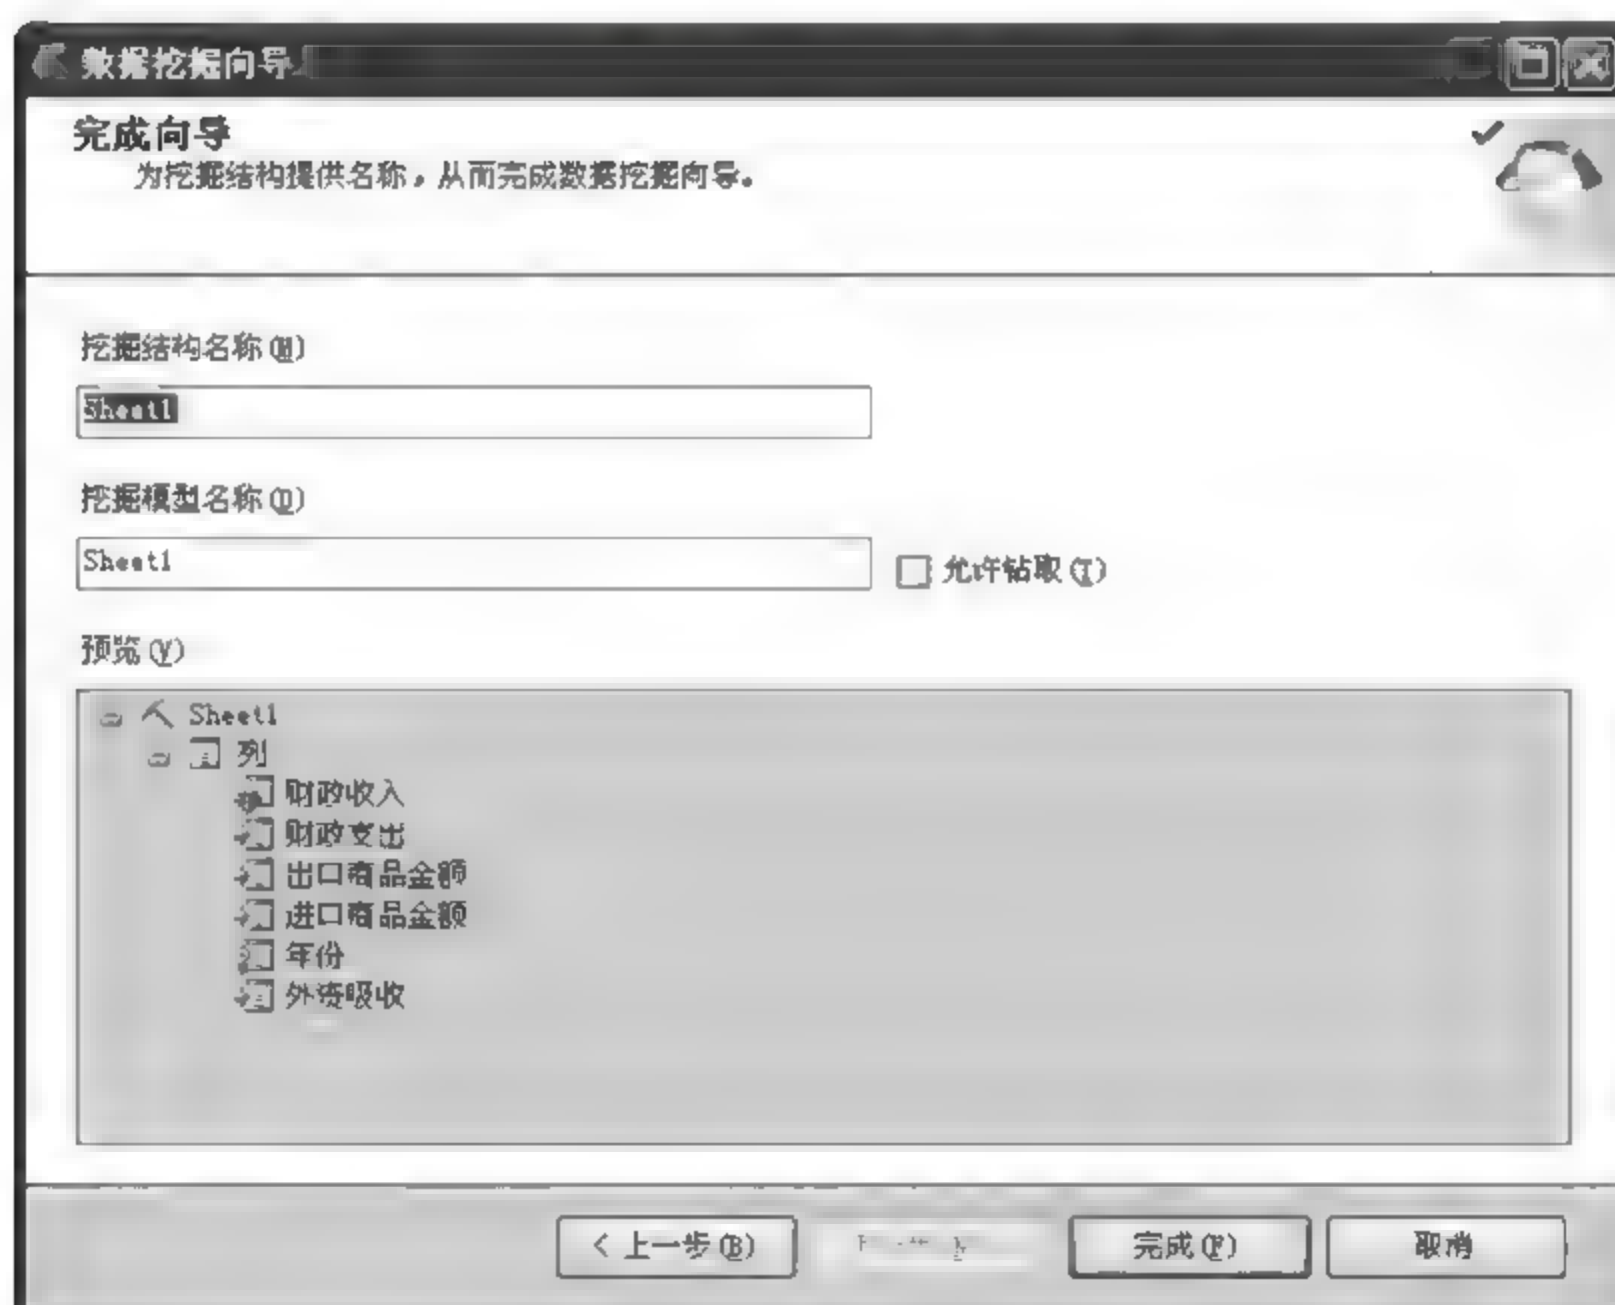 数据挖掘向导
完成向导
为挖掘结构提供名称，从而完成数据挖掘向导。
挖掘结构名称(M)
Sheet1
挖掘模型名称(D)
Sheet1
允许钻取(T)
预览(V)
Sheet1
列
财政收入
财政支出
出口商品金额
进口商品金额
年份
外资吸收
< 上一步(B)
完成(F)
取消